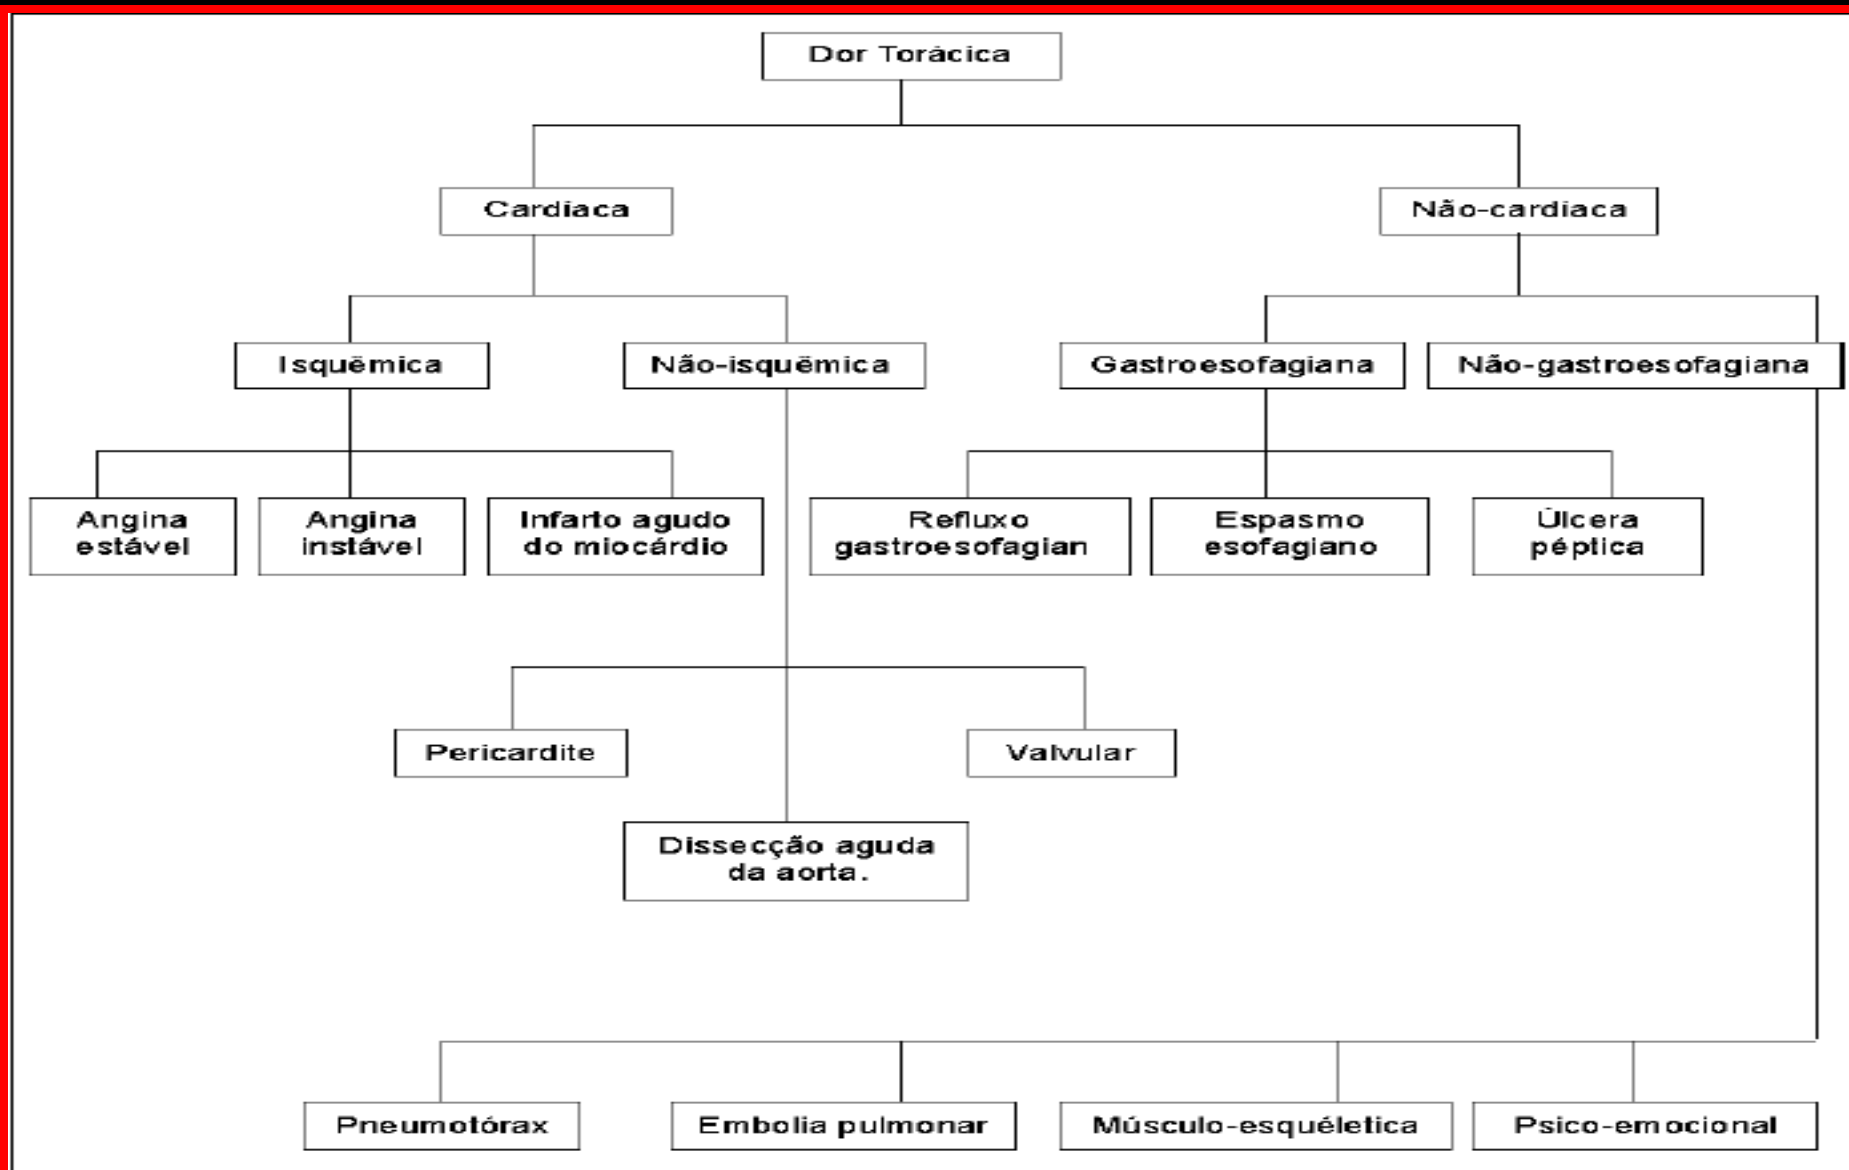 Dor Torácica
Cardiaca
Não-cardiaca
Isquêmica
Não-isquêmica
Gastroesofagiana
Não-gastroesofagiana
Angina
estável
Angina
instável
Infarto agudo
do miocárdio
Refluxo
gastroesofagian
Espasmo
esofagiano
Úlcera
péptica
Pericardite
Valvular
Dissecção aguda
da aorta.
Pneumotórax
Embolia pulmonar
Músculo-esquéletica
Psico-emocional